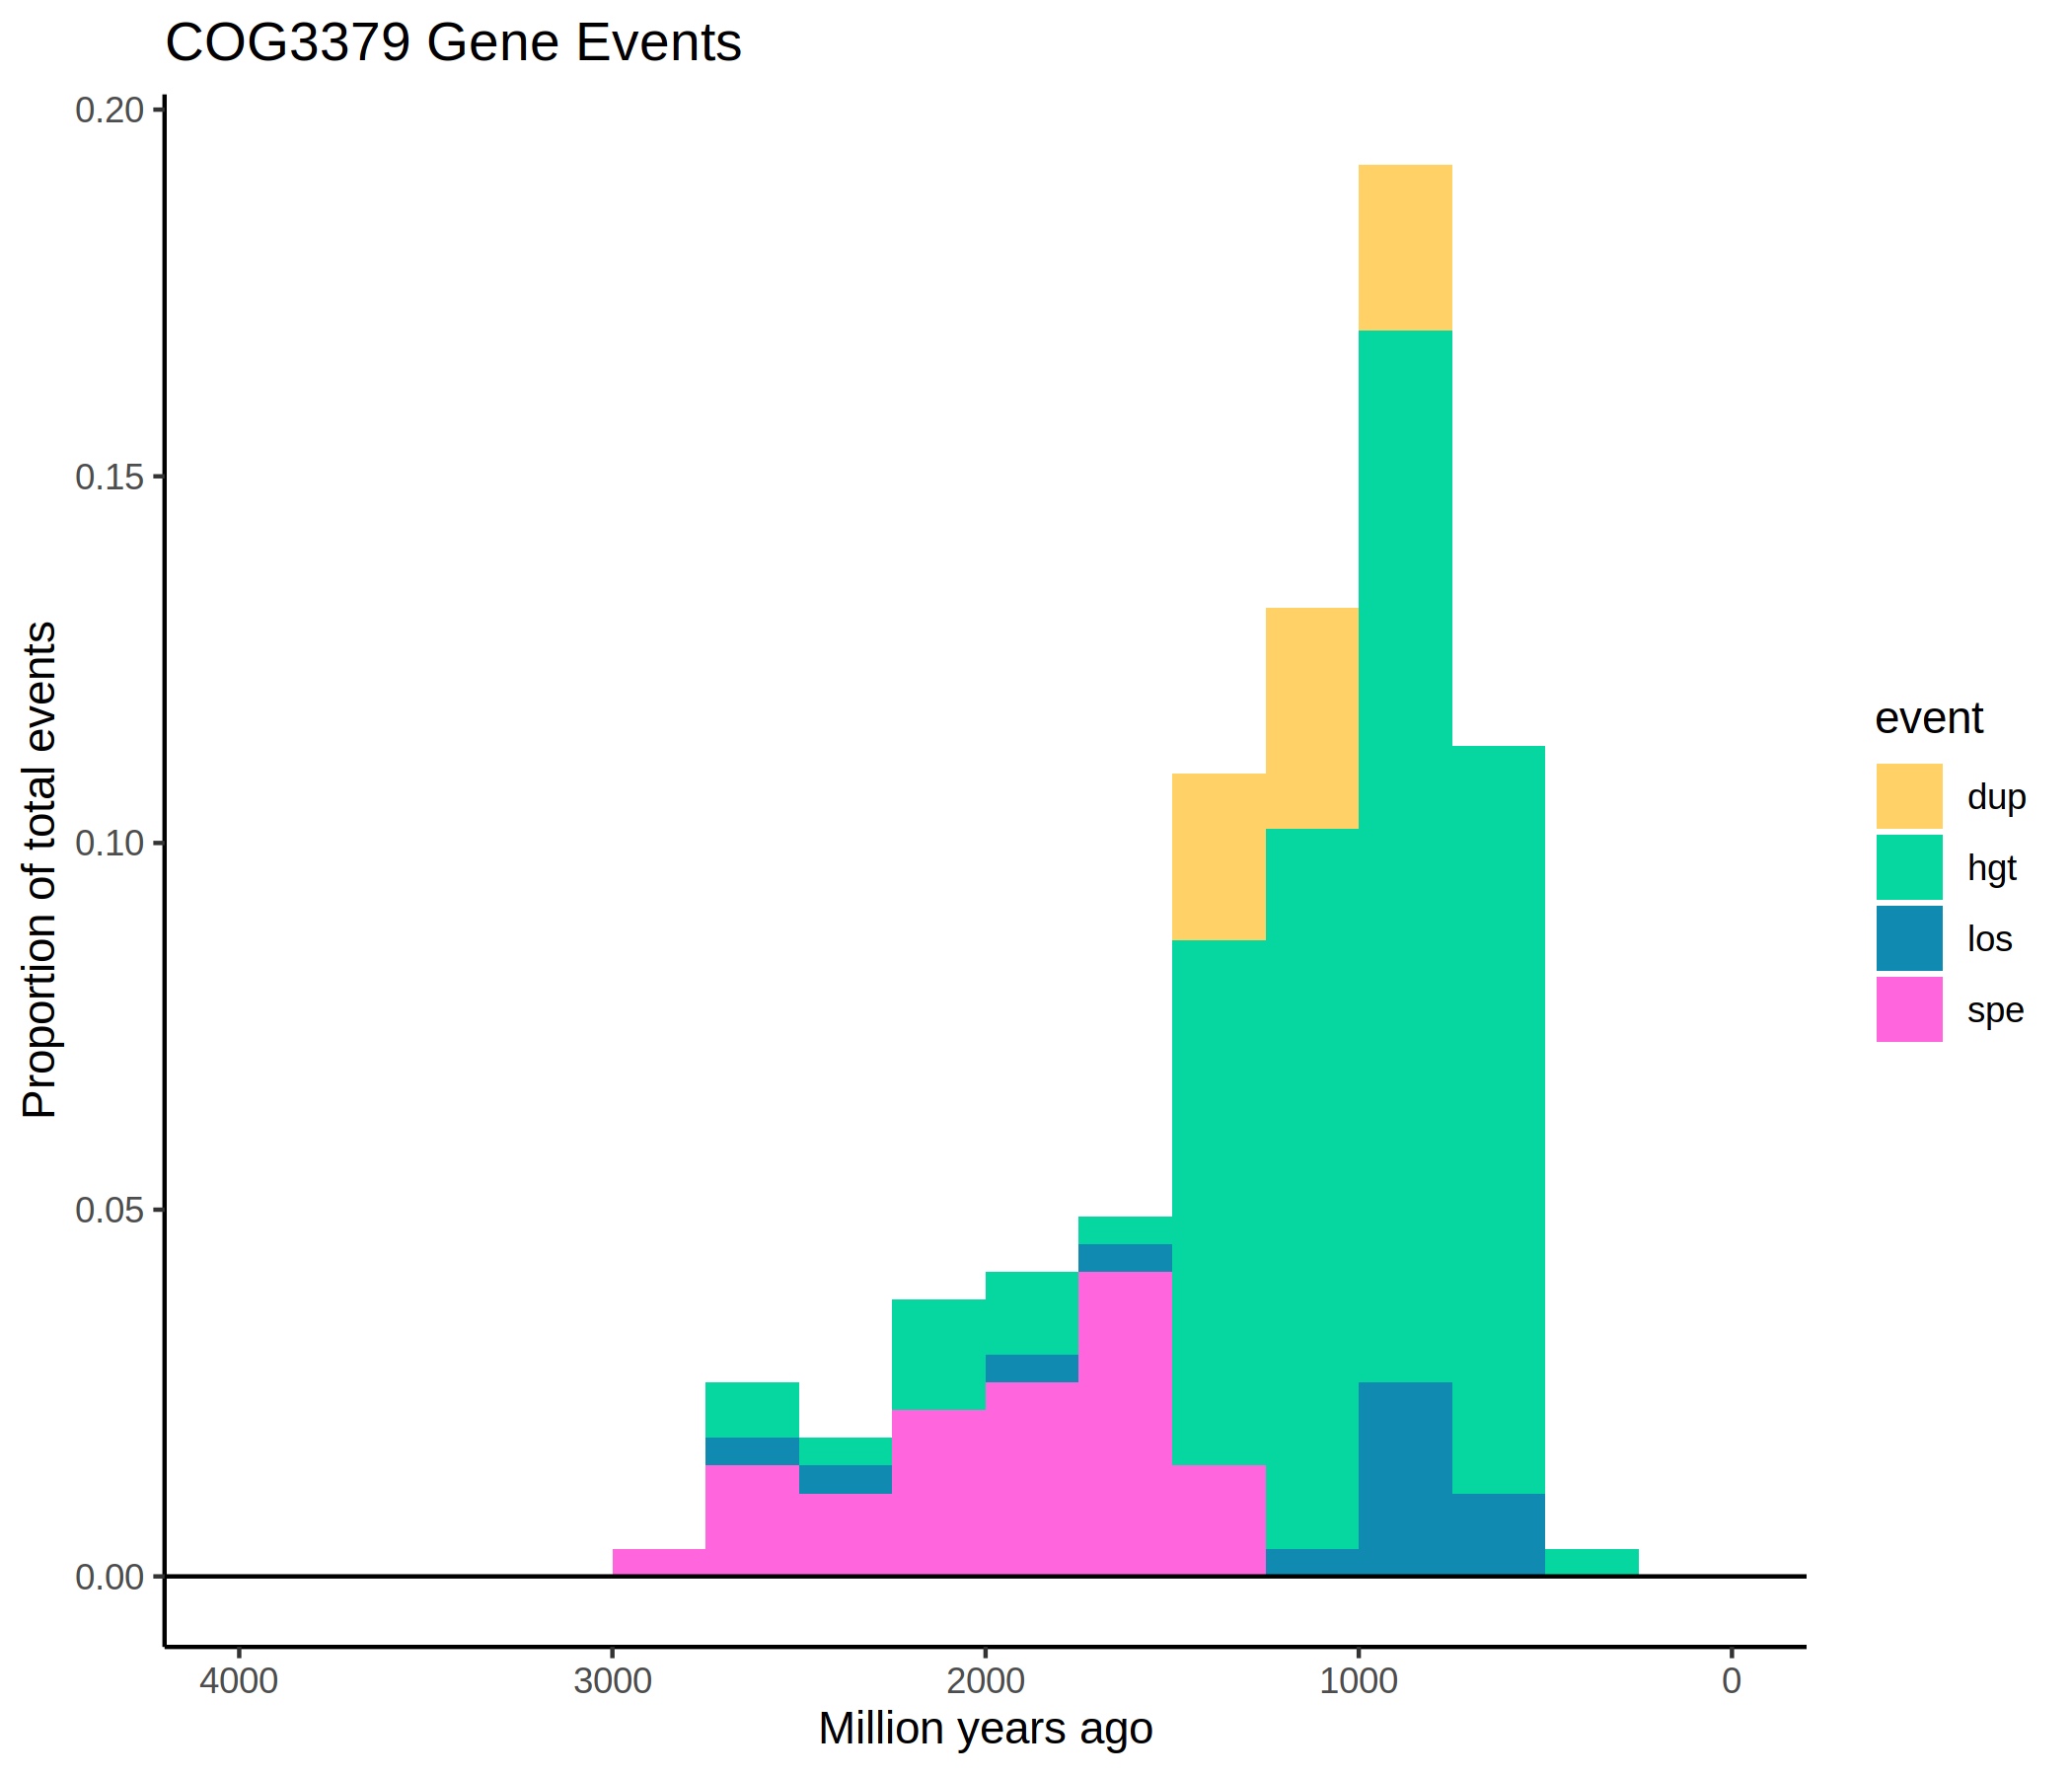 COG3379 Gene Events
0.20
0.15
0.10
0.05
0.00
Proportion of total events
4000 3000 2000 1000 0
Million years ago
event
dup
hgt
los
spe